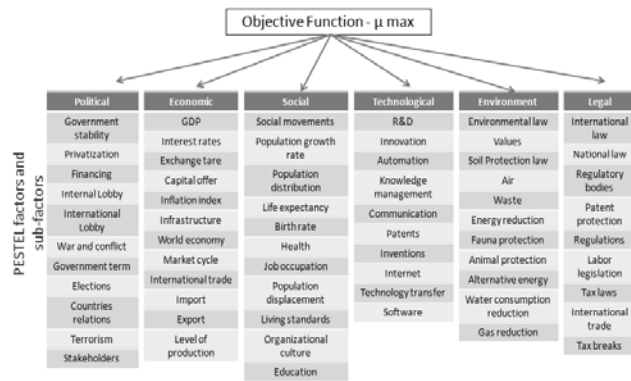 Objective Function - µ max
PESTEL factors and
sub-factors
Political
Government
stability
Privatization
Financing
Internal Lobby
International
Lobby
War and conflict
Government term
Elections
Countries
relations
Terrorism
Stakeholders
Economic
GDP
Interest rates
Exchange tare
Capital offer
Inflation index
Infrastructure
World economy
Market cycle
International trade
Import
Export
Level of
production
Social
Social movements
Population growth
rate
Population
distribution
Life expectancy
Birth rate
Health
Job occupation
Population
displacement
Living standards
Organizational
culture
Education
Technological
R&D
Innovation
Automation
Knowledge
management
Communication
Patents
Inventions
Internet
Technology transfer
Software
Environment
Environmental law
Values
Soil Protection law
Air
Waste
Energy reduction
Fauna protection
Animal protection
Alternative energy
Water consumption
reduction
Gas reduction
Legal
International
law
National law
Regulatory
bodies
Patent
protection
Regulations
Labor
legislation
Tax laws
International
trade
Tax breaks